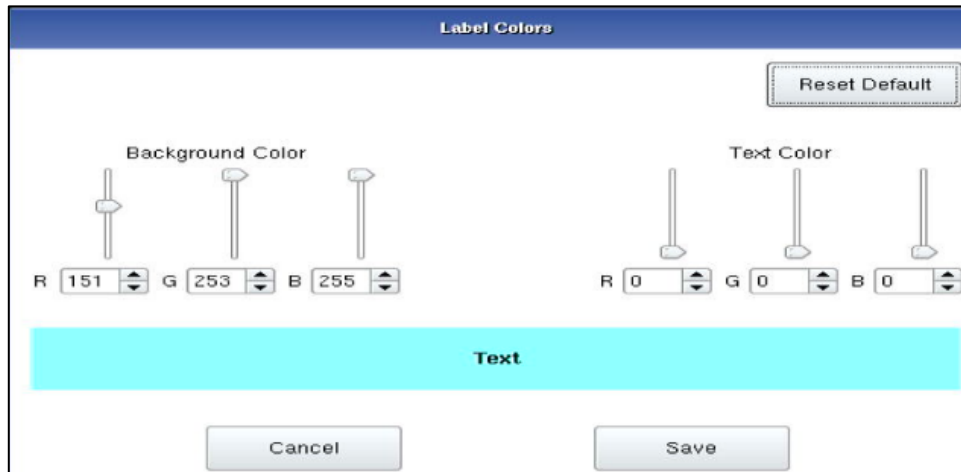 Label Colors
Reset Default
Background Color Text Color
R 151 G 253 B 255 R 0 G 0 B 0
Text
Cancel Save